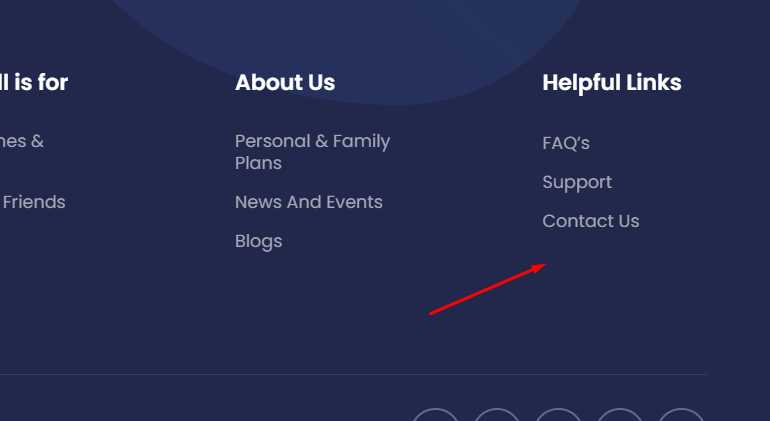 ll is for
nes &
Friends
About Us
Personal & Family
Plans
News And Events
Blogs
Helpful Links
FAQ's
Support
Contact Us